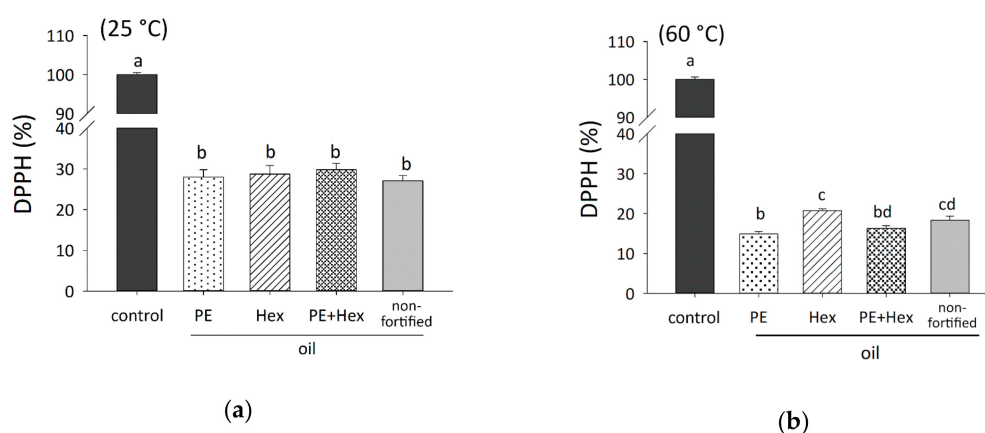 (25 °C)
110
100
90
40
30
20
10
0
DPPH (%)
a
b
b
b
b
control
PE
Hex
PE+Hex
non-
fortified
oil
(a)
(60 °C)
110
100
90
40
30
20
10
0
DPPH (%)
a
b
c
bd
cd
control
PE
Hex
PE+Hex
non-
fortified
oil
(b)